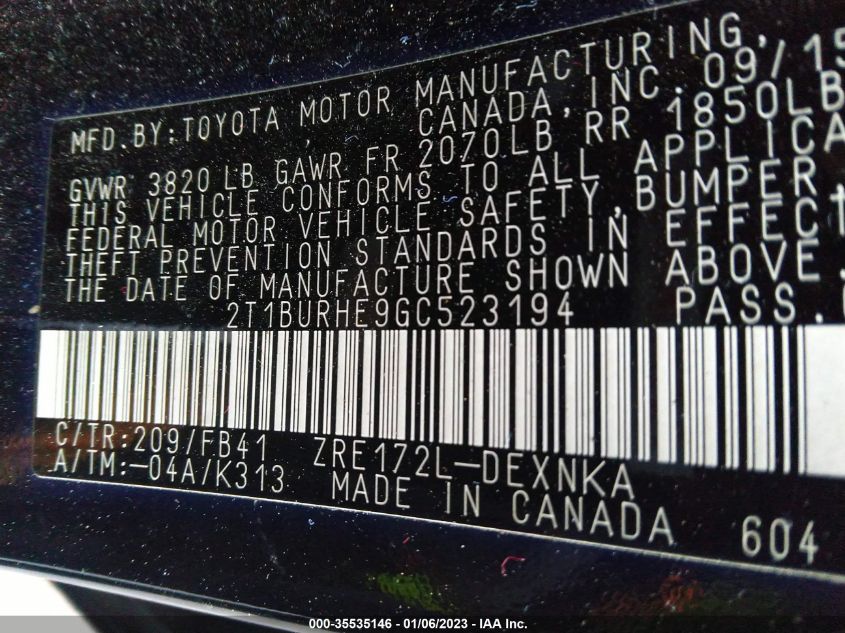 MFD.BY:TOYOTA MOTOR MANUFACTURING,
CANADA, INC. 09/15
GVWR 3820 LB GAWR FR 2070LB RR 1850LB
THIS VEHICLE CONFORMS TO ALL APPLICA
FEDERAL MOTOR VEHICLE SAFETY, BUMPER,
THEFT PREVENTION STANDARDS IN EFFECT
THE DATE OF MANUFACTURE SHOWN ABOVE.
2T1BURHE9GC523194 PASS.
C/TR:209/FB41 ZRE172L-DEXNKA
A/TM:-04A/K313 MADE IN CANADA 604
000-35535146 - 01/06/2023 - IAA Inc.